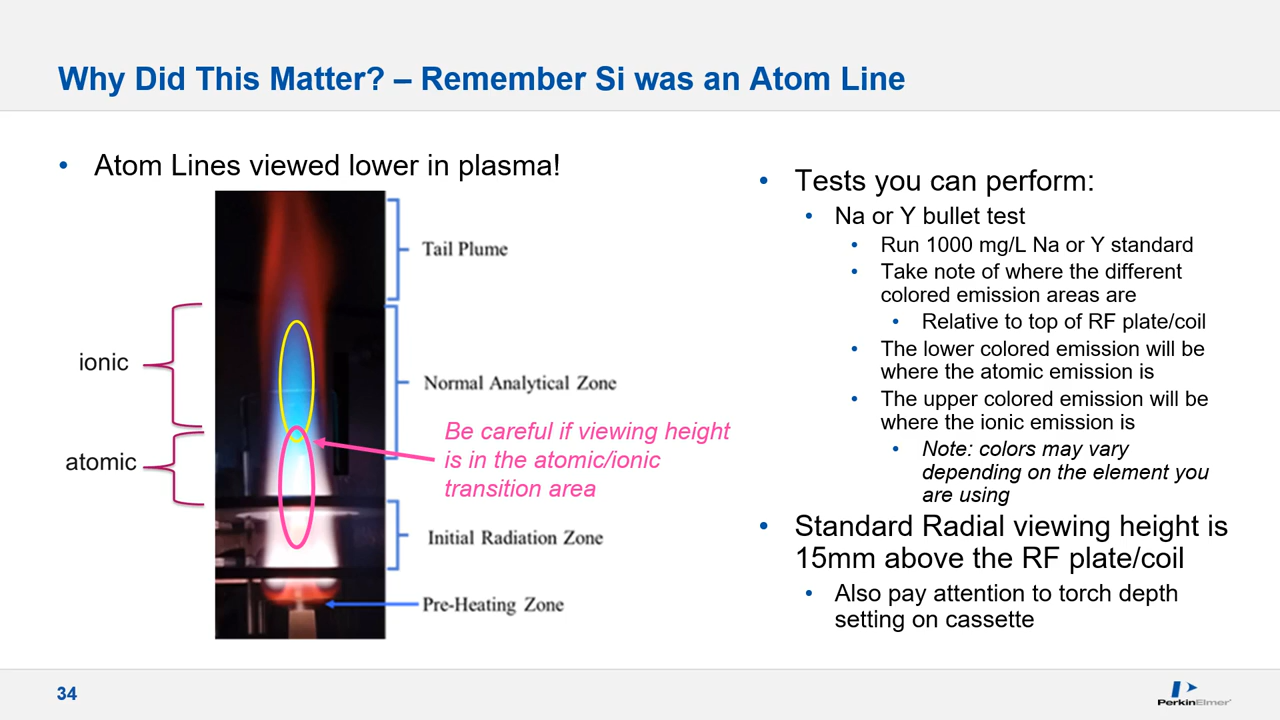 Why Did This Matter? – Remember Si was an Atom Line
• Atom Lines viewed lower in plasma!
Tail Plume
ionic
Normal Analytical Zone
Be careful if viewing height
is in the atomic/ionic
transition area
atomic
Initial Radiation Zone
Pre-Heating Zone
• Tests you can perform:
• Na or Y bullet test
• Run 1000 mg/L Na or Y standard
• Take note of where the different
colored emission areas are
• Relative to top of RF plate/coil
• The lower colored emission will be
where the atomic emission is
• The upper colored emission will be
where the ionic emission is
• Note: colors may vary
depending on the element you
are using
• Standard Radial viewing height is
15mm above the RF plate/coil
• Also pay attention to torch depth
setting on cassette
34
PerkinElmer